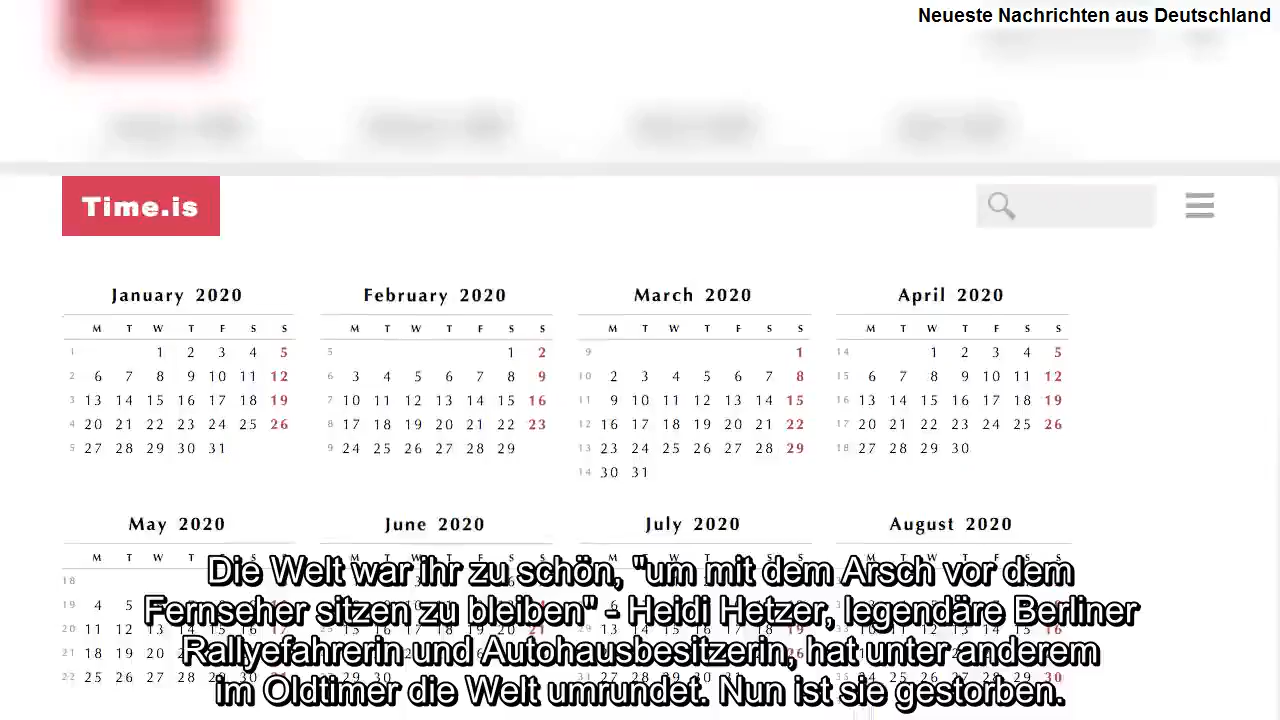 Neueste Nachrichten aus Deutschland
Time.is
January 2020 February 2020 March 2020 April 2020
M T W T F S S M T W T F S S M T W T F S S M T W T F S S
1 1 2 3 4 5 5 1 2 9 1 14 1 2 3 4 5
2 6 7 8 9 10 11 12 6 3 4 5 6 7 8 9 10 2 3 4 5 6 7 8 15 6 7 8 9 10 11 12
3 13 14 15 16 17 18 19 7 10 11 12 13 14 15 16 11 9 10 11 12 13 14 15 16 13 14 15 16 17 18 19
4 20 21 22 23 24 25 26 8 17 18 19 20 21 22 23 12 16 17 18 19 20 21 22 17 20 21 22 23 24 25 26
5 27 28 29 30 31 9 24 25 26 27 28 29 13 23 24 25 26 27 28 29 18 27 28 29 30
14 30 31
May 2020 June 2020 July 2020 August 2020
Die Welt war ihr zu schön, "um mit dem Arsch vor dem
Fernseher sitzen zu bleiben" - Heidi Hetzer, legendäre Berliner
Rallyefahrerin und Autohausbesitzerin, hat unter anderem
im Oldtimer die Welt umrundet. Nun ist sie gestorben.